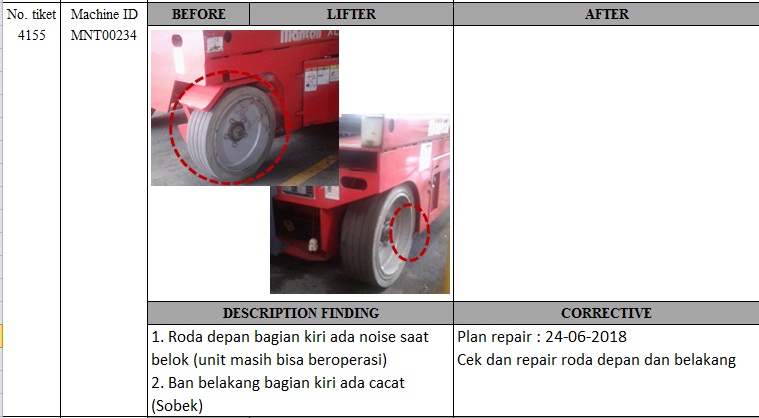 No. tiket
Machine ID
BEFORE
LIFTER
AFTER
4155
MNT00234
DESCRIPTION FINDING
CORRECTIVE
1. Roda depan bagian kiri ada noise saat
belok (unit masih bisa beroperasi)
2. Ban belakang bagian kiri ada cacat
(Sobek)
Plan repair : 24-06-2018
Cek dan repair roda depan dan belakang